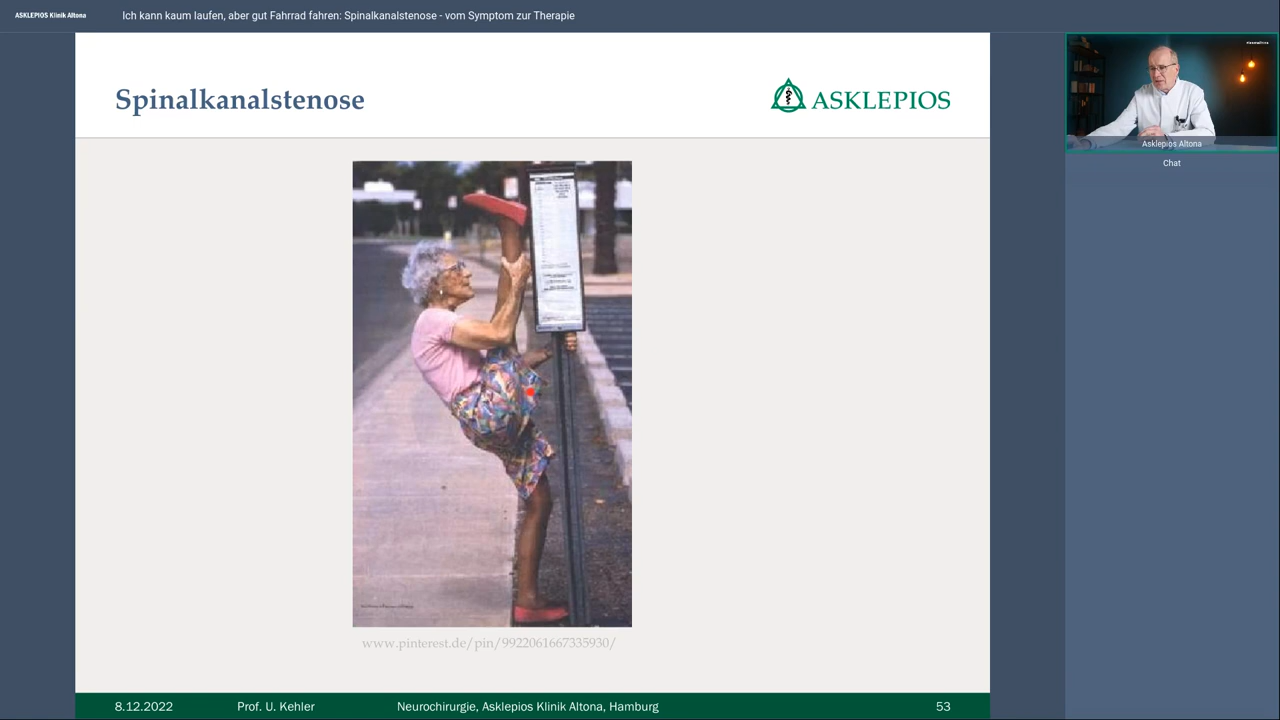 ASKLEPIOS Klinik Altona
Ich kann kaum laufen, aber gut Fahrrad fahren: Spinalkanalstenose - vom Symptom zur Therapie
Spinalkanalstenose
ASKLEPIOS
www.pinterest.de/pin/9922061667335930/
8.12.2022
Prof. U. Kehler
Neurochirurgie, Asklepios Klinik Altona, Hamburg
53
Asklepios Altona
Chat